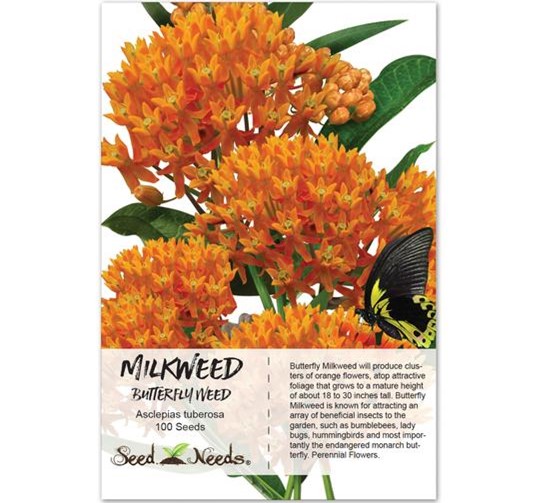 MILKWEED
BUTTERFLY WEED
Asclepias tuberosa
100 Seeds
Seed Needs®
Butterfly Milkweed will produce clus-
ters of orange flowers, atop attractive
foliage that grows to a mature height
of about 18 to 30 inches tall. Butterfly
Milkweed is known for attracting an
array of beneficial insects to the
garden, such as bumblebees, lady
bugs, hummingbirds and most impor-
tantly the endangered monarch but-
terfly. Perennial Flowers.